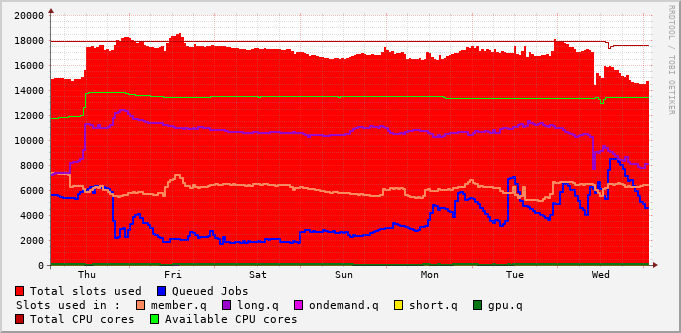 20000
18000
16000
14000
12000
10000
8000
6000
4000
2000
0
Thu Fri Sat Sun Mon Tue Wed
RRDTOOL / TOBI OETIKER
Total slots used Queued Jobs
Slots used in : member.q long.q ondemand.q short.q gpu.q
Total CPU cores Available CPU cores